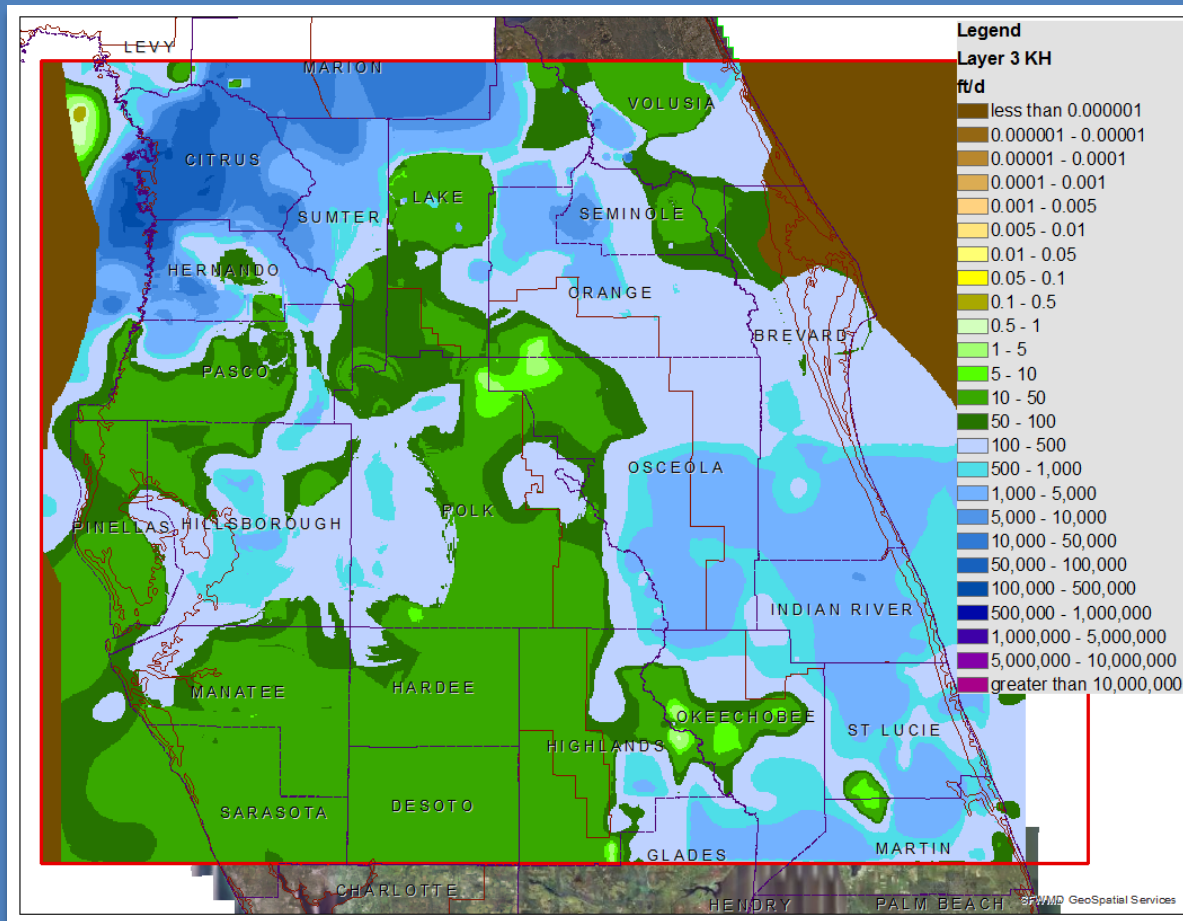 Legend
Layer 3 KH
ft/d
less than 0.000001
0.000001 - 0.00001
0.00001 - 0.0001
0.0001 - 0.001
0.001 - 0.005
0.005 - 0.01
0.01 - 0.05
0.05 - 0.1
0.1 - 0.5
0.5 - 1
1 - 5
5 - 10
10 - 50
50 - 100
100 - 500
500 - 1,000
1,000 - 5,000
5,000 - 10,000
10,000 - 50,000
50,000 - 100,000
100,000 - 500,000
500,000 - 1,000,000
1,000,000 - 5,000,000
5,000,000 - 10,000,000
greater than 10,000,000
LEVY
MARION
VOLUSIA
CITRUS
LAKE
SUMTER
SEMINOLE
HERNANDO
ORANGE
BREVARD
PASCO
OSCEOLA
POLK
PINELLAS
HILLSBOROUGH
INDIAN RIVER
MANATEE
HARDEE
OKEECHOBEE
ST LUCIE
HIGHLANDS
SARASOTA
DESOTO
GLADES
MARTIN
CHARLOTTE
HENDRY
PALM BEACH
SFWMD GeoSpatial Services